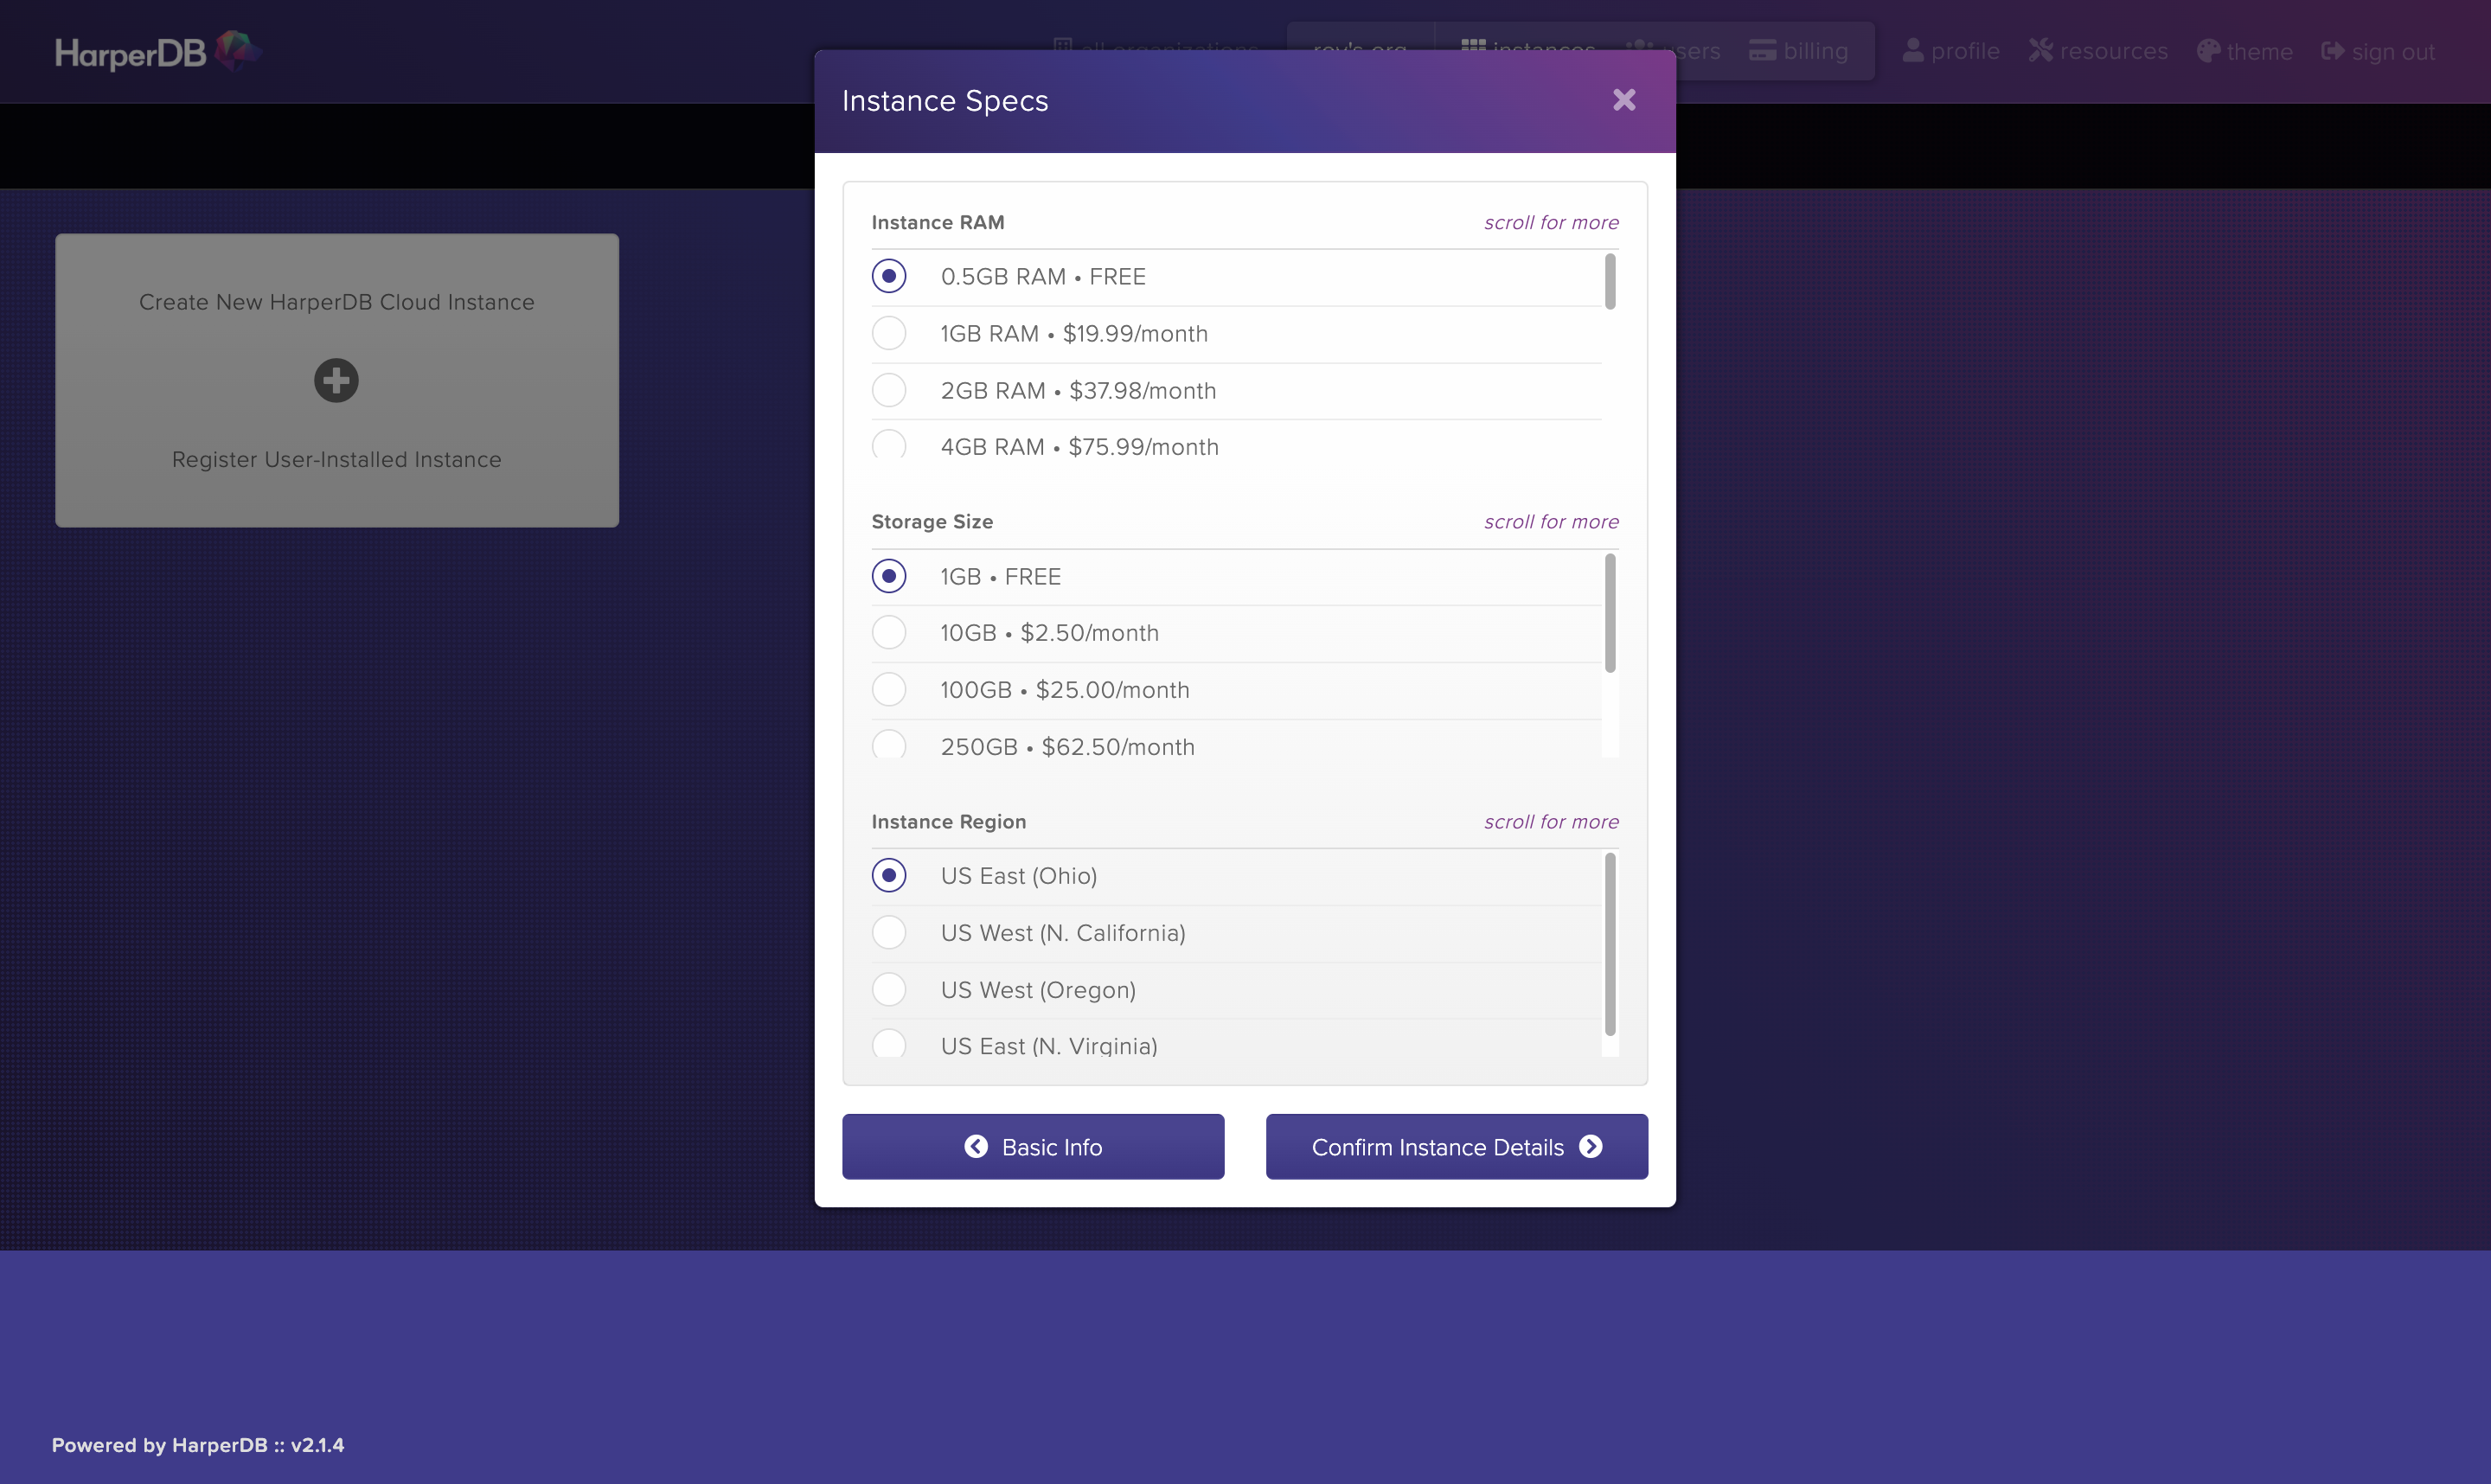 HarperDB
all organizations
roy's org
instances
users
billing
profile
resources
theme
sign out
Instance Specs
Create New HarperDB Cloud Instance
Register User-Installed Instance
Instance RAM
scroll for more
0.5GB RAM • FREE
1GB RAM • $19.99/month
2GB RAM • $37.98/month
4GB RAM • $75.99/month
Storage Size
scroll for more
1GB • FREE
10GB • $2.50/month
100GB • $25.00/month
250GB • $62.50/month
Instance Region
scroll for more
US East (Ohio)
US West (N. California)
US West (Oregon)
US East (N. Virginia)
Basic Info
Confirm Instance Details
Powered by HarperDB :: v2.1.4